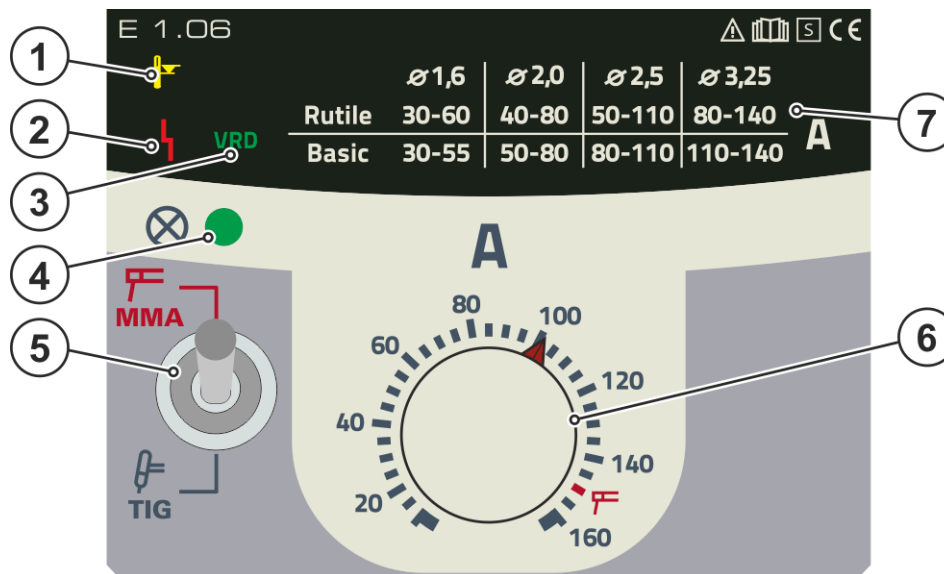 E 1.06
S CE
1
ø 1,6 ø 2,0 ø 2,5 ø 3,25
7
2
Rutile 30-60 40-80 50-110 80-140
A
VRD
Basic 30-55 50-80 80-110 110-140
3
4
A
MMA
80
100
5
60
6
120
40
140
TIG
20
160